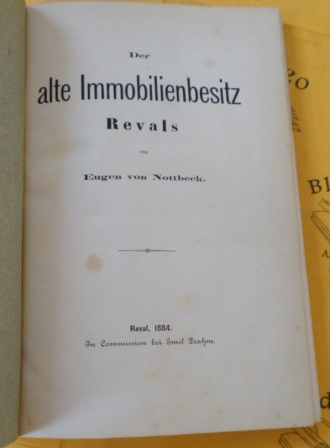 Der
alte Immobilienbesitz
Revals
von
Eugen von Nottbeck.
Reval, 1884.
In Commission bei Emil Prahm.